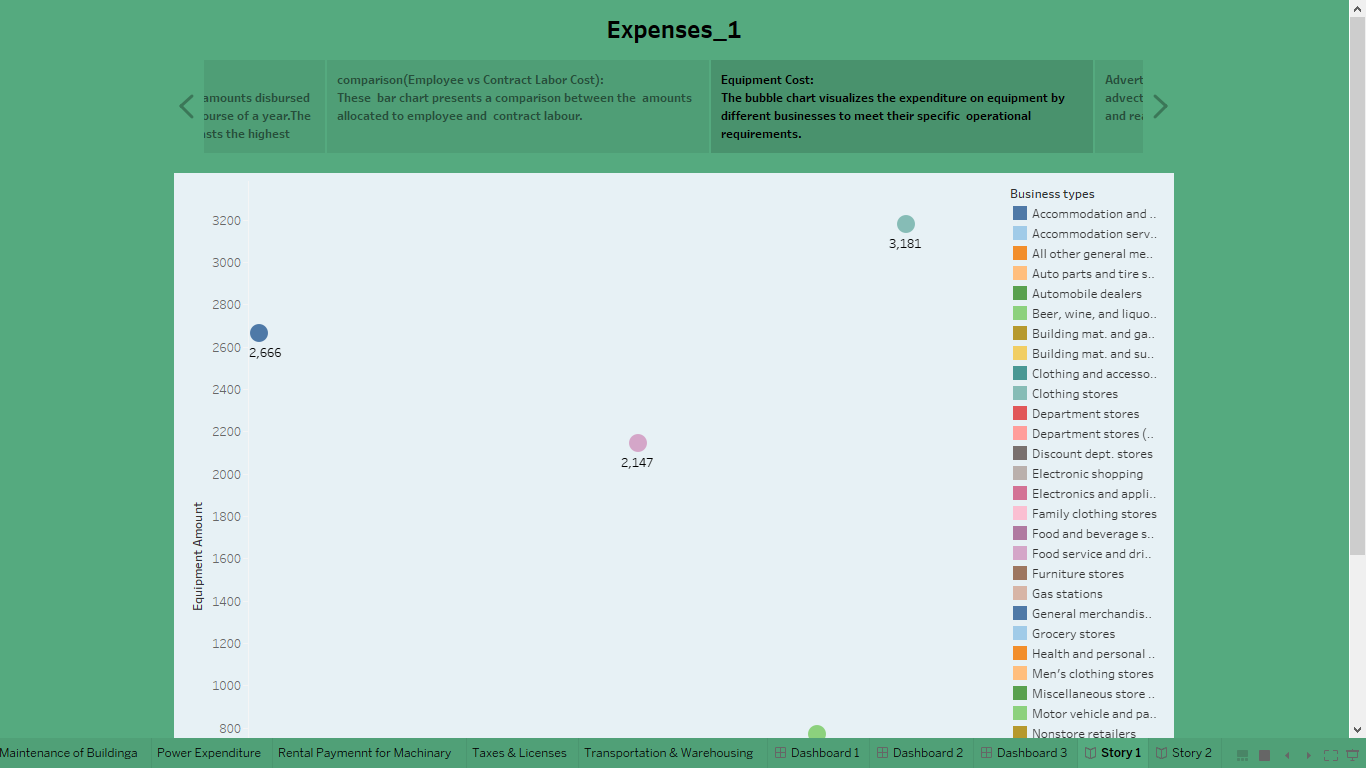 Expenses_1
amounts disbursed
ourse of a year.The
sts the highest
comparison(Employee vs Contract Labor Cost):
These bar chart presents a comparison between the amounts
allocated to employee and contract labour.
Equipment Cost:
The bubble chart visualizes the expenditure on equipment by
different businesses to meet their specific operational
requirements.
Advert
advect
and rea
Equipment Amount
3200
3000
2800
2600
2400
2200
2000
1800
1600
1400
1200
1000
800
3,181
2,666
2,147
Business types
Accommodation and ..
Accommodation serv..
All other general me..
Auto parts and tire s..
Automobile dealers
Beer, wine, and liquo..
Building mat. and ga..
Building mat. and su..
Clothing and accesso..
Clothing stores
Department stores
Department stores (..
Discount dept. stores
Electronic shopping
Electronics and appli..
Family clothing stores
Food and beverage s..
Food service and dri..
Furniture stores
Gas stations
General merchandis..
Grocery stores
Health and personal ..
Men's clothing stores
Miscellaneous store ..
Motor vehicle and pa..
Nonstore retailers
Maintenance of Buildinga
Power Expenditure
Rental Paymennt for Machinary
Taxes & Licenses
Transportation & Warehousing
Dashboard 1
Dashboard 2
Dashboard 3
Story 1
Story 2